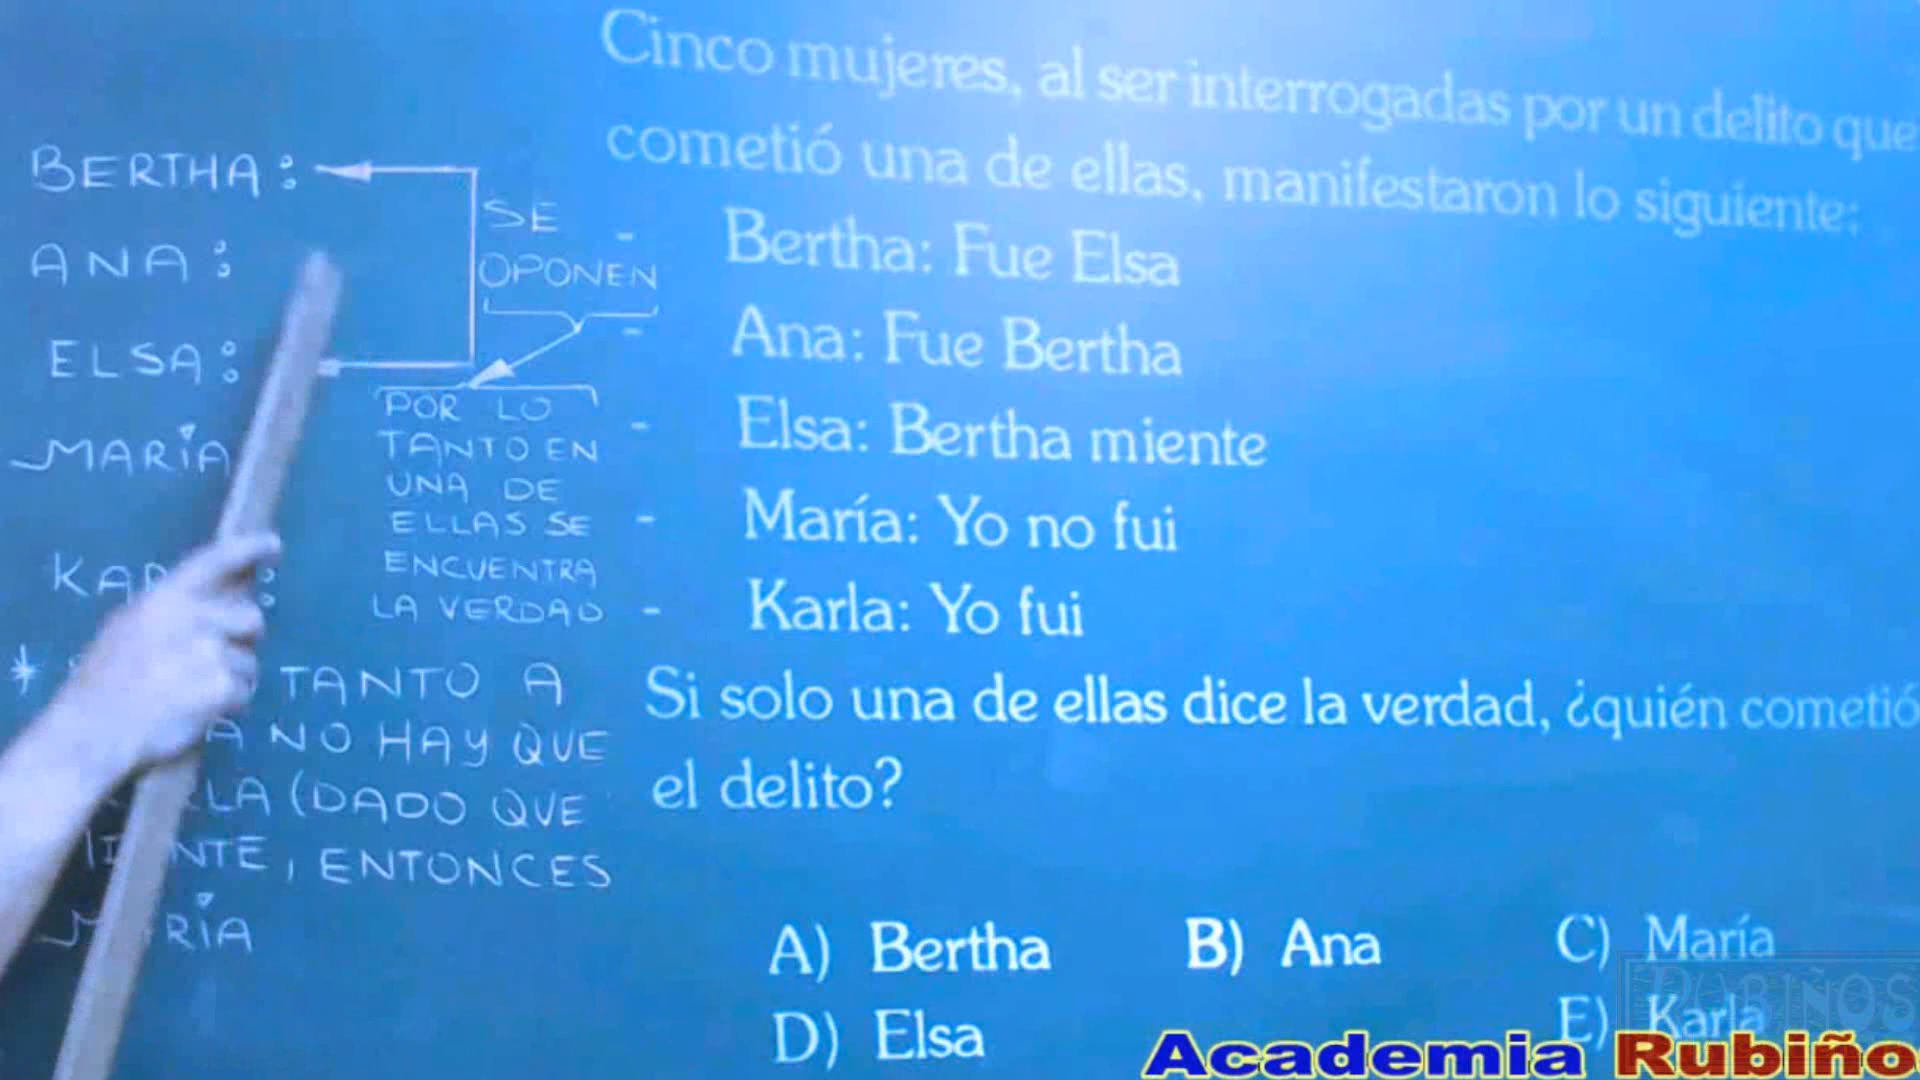 BERTHA:
ANA:
ELSA:
MARÍA
SE
OPONEN
POR LO
TANTO EN
UNA DE
ELLAS SE
ENCUENTRA
LA VERDAD
* TANTO A
NO HAY QUE
(DADO QUE
, ENTONCES
Cinco mujeres, al ser interrogadas por un delito que
cometió una de ellas, manifestaron lo siguiente:
- Bertha: Fue Elsa
- Ana: Fue Bertha
- Elsa: Bertha miente
- María: Yo no fui
- Karla: Yo fui
Si solo una de ellas dice la verdad, ¿quién cometió
el delito?
A) Bertha B) Ana C) María
D) Elsa E) Karla
RUBIÑOS
Academia Rubiño